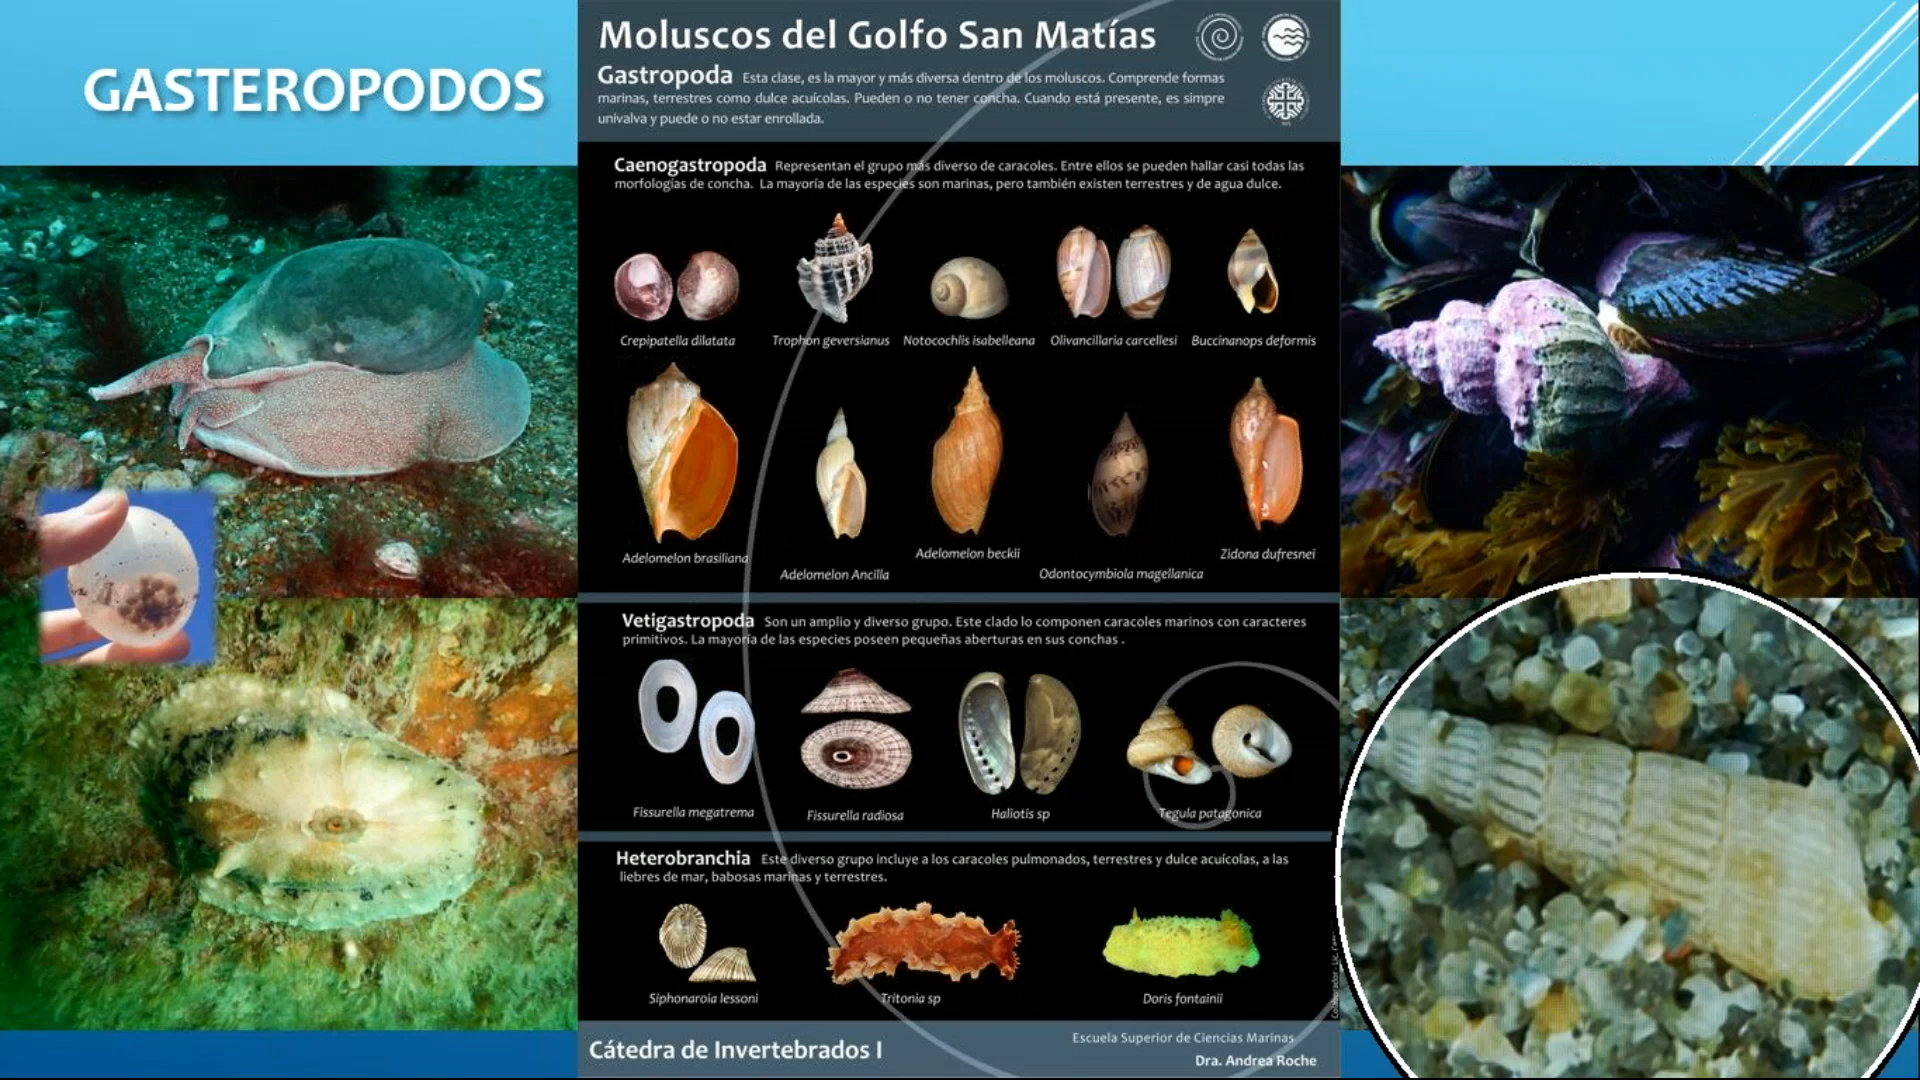 GASTEROPODOS
Moluscos del Golfo San Matías
Gastropoda Esta clase, es la mayor y más diversa dentro de los moluscos. Comprende formas
marinas, terrestres como dulce acuícolas. Pueden o no tener concha. Cuando está presente, es simpre
univalva y puede o no estar enrollada.
Caenogastropoda Representan el grupo más diverso de caracoles. Entre ellos se pueden hallar casi todas las
morfologías de concha. La mayoría de las especies son marinas, pero también existen terrestres y de agua dulce.
Crepipatella dilatata
Trophon geversianus
Notocochlis isabelleana
Olivancillaria carcellesi
Buccinanops deformis
Adelomelon brasiliana
Adelomelon Ancilla
Adelomelon beckii
Odontocymbiola magellanica
Zidona dufresnei
Vetigastropoda Son un amplio y diverso grupo. Este clado lo componen caracoles marinos con caracteres
primitivos. La mayoría de las especies poseen pequeñas aberturas en sus conchas .
Fissurella megatrema
Fissurella radiosa
Haliotis sp
Tegula patagonica
Heterobranchia Este diverso grupo incluye a los caracoles pulmonados, terrestres y dulce acuícolas, a las
liebres de mar, babosas marinas y terrestres.
Siphonaroia lessoni
Tritonia sp
Doris fontainii
Cátedra de Invertebrados I
Escuela Superior de Ciencias Marinas
Dra. Andrea Roche